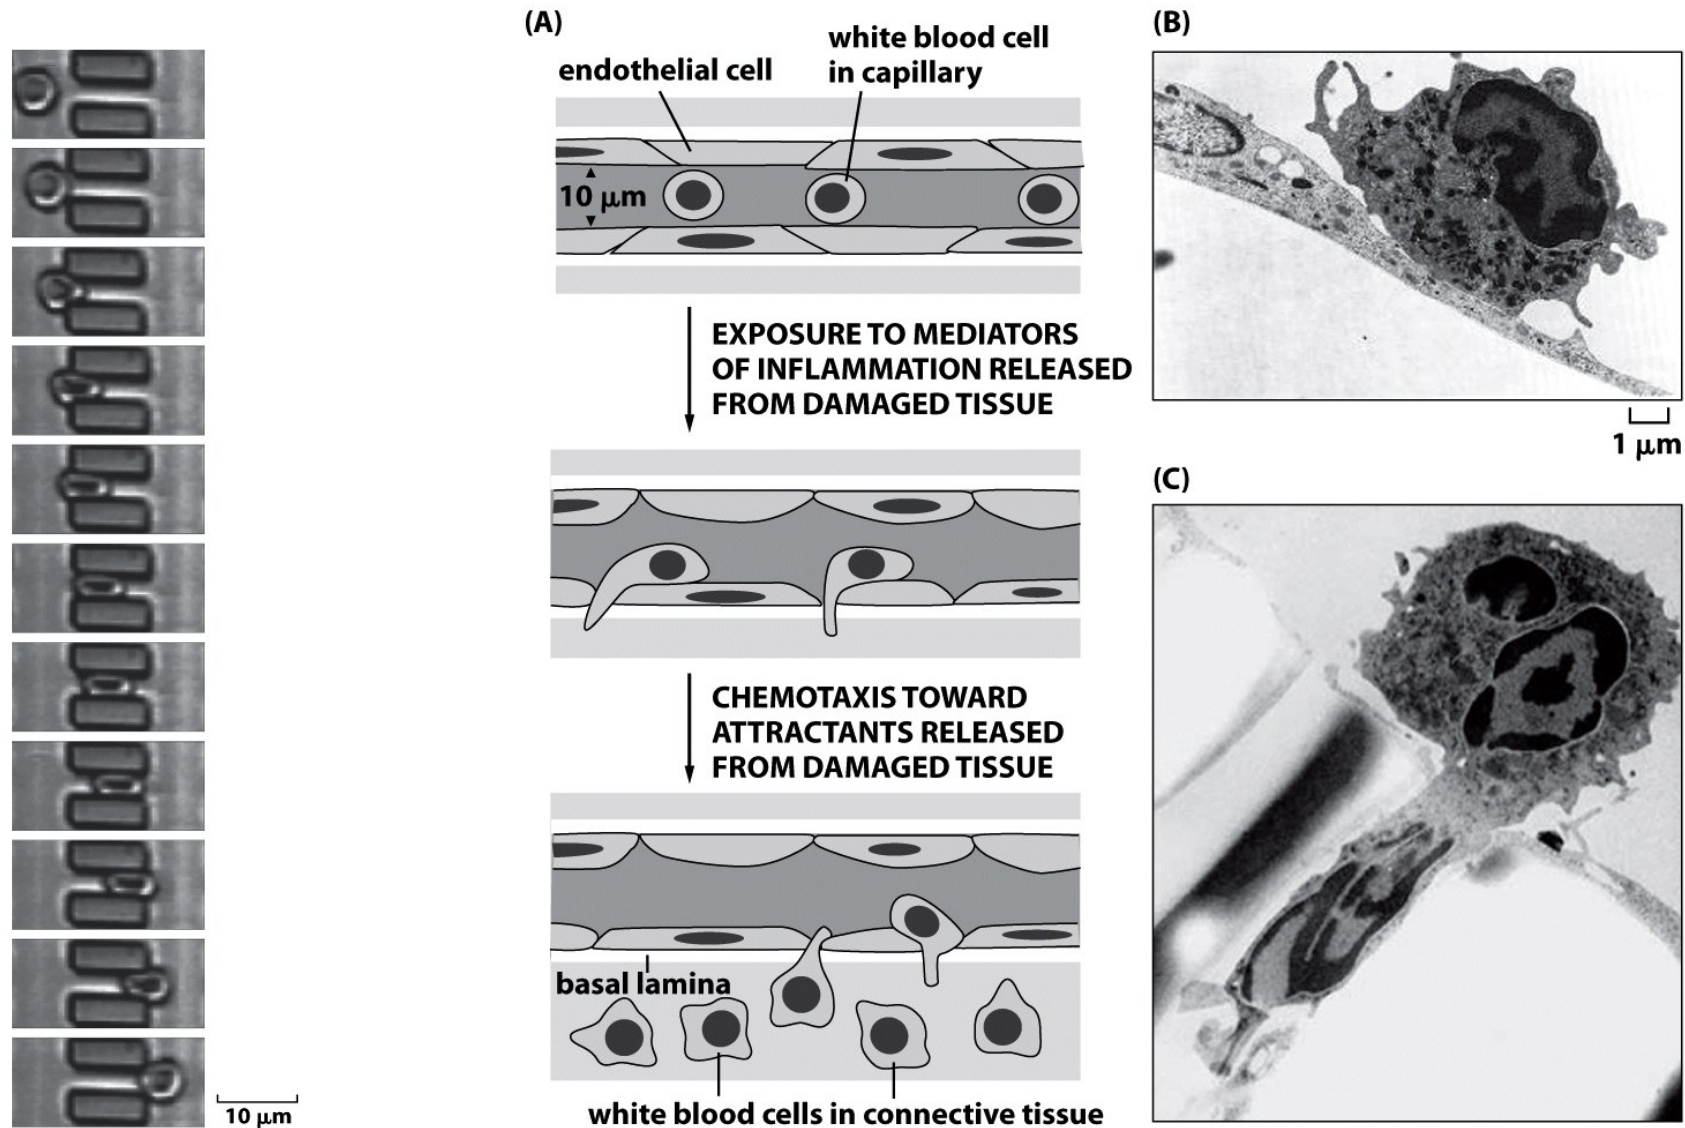 (A)
white blood cell
in capillary
endothelial cell
10 μm
EXPOSURE TO MEDIATORS
OF INFLAMMATION RELEASED
FROM DAMAGED TISSUE
CHEMOTAXIS TOWARD
ATTRACTANTS RELEASED
FROM DAMAGED TISSUE
basal lamina
white blood cells in connective tissue
10 μm
(B)
1 μm
(C)